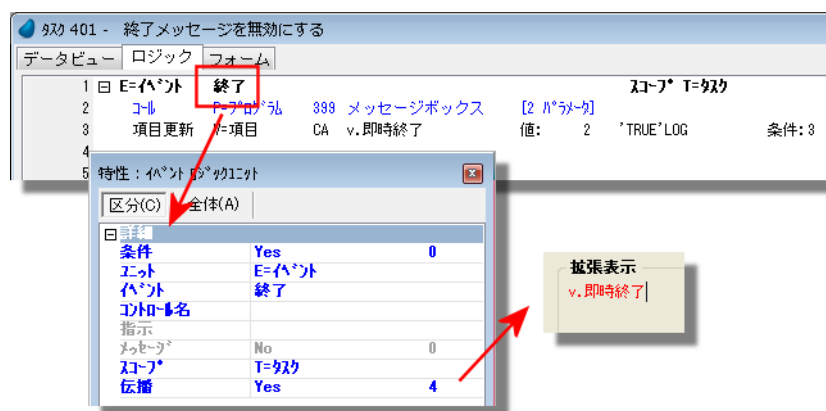 ﾀｽｸ 401 - 終了メッセージを無効にする
データビュー ロジック フォーム
1 E=ｲﾍﾞﾝﾄ 終了 ｽｺｰﾌﾟ T=ﾀｽｸ
2 ｺｰﾙ P=ﾌﾟﾛｸﾞﾗﾑ 399 メッセージボックス [2 ﾊﾟﾗﾒｰﾀ]
3 項目更新 V=項目 CA v.即時終了 値: 2 'TRUE'LOG 条件:3
4
5
特性：ｲﾍﾞﾝﾄ ﾛｼﾞｯｸﾕﾆｯﾄ
区分(C) 全体(A)
詳細
条件 Yes 0
ﾕﾆｯﾄ E=ｲﾍﾞﾝﾄ
ｲﾍﾞﾝﾄ 終了
ｺﾝﾄﾛｰﾙ名
指示
ﾒｯｾｰｼﾞ No 0
ｽｺｰﾌﾟ T=ﾀｽｸ
伝播 Yes 4
拡張表示
v.即時終了